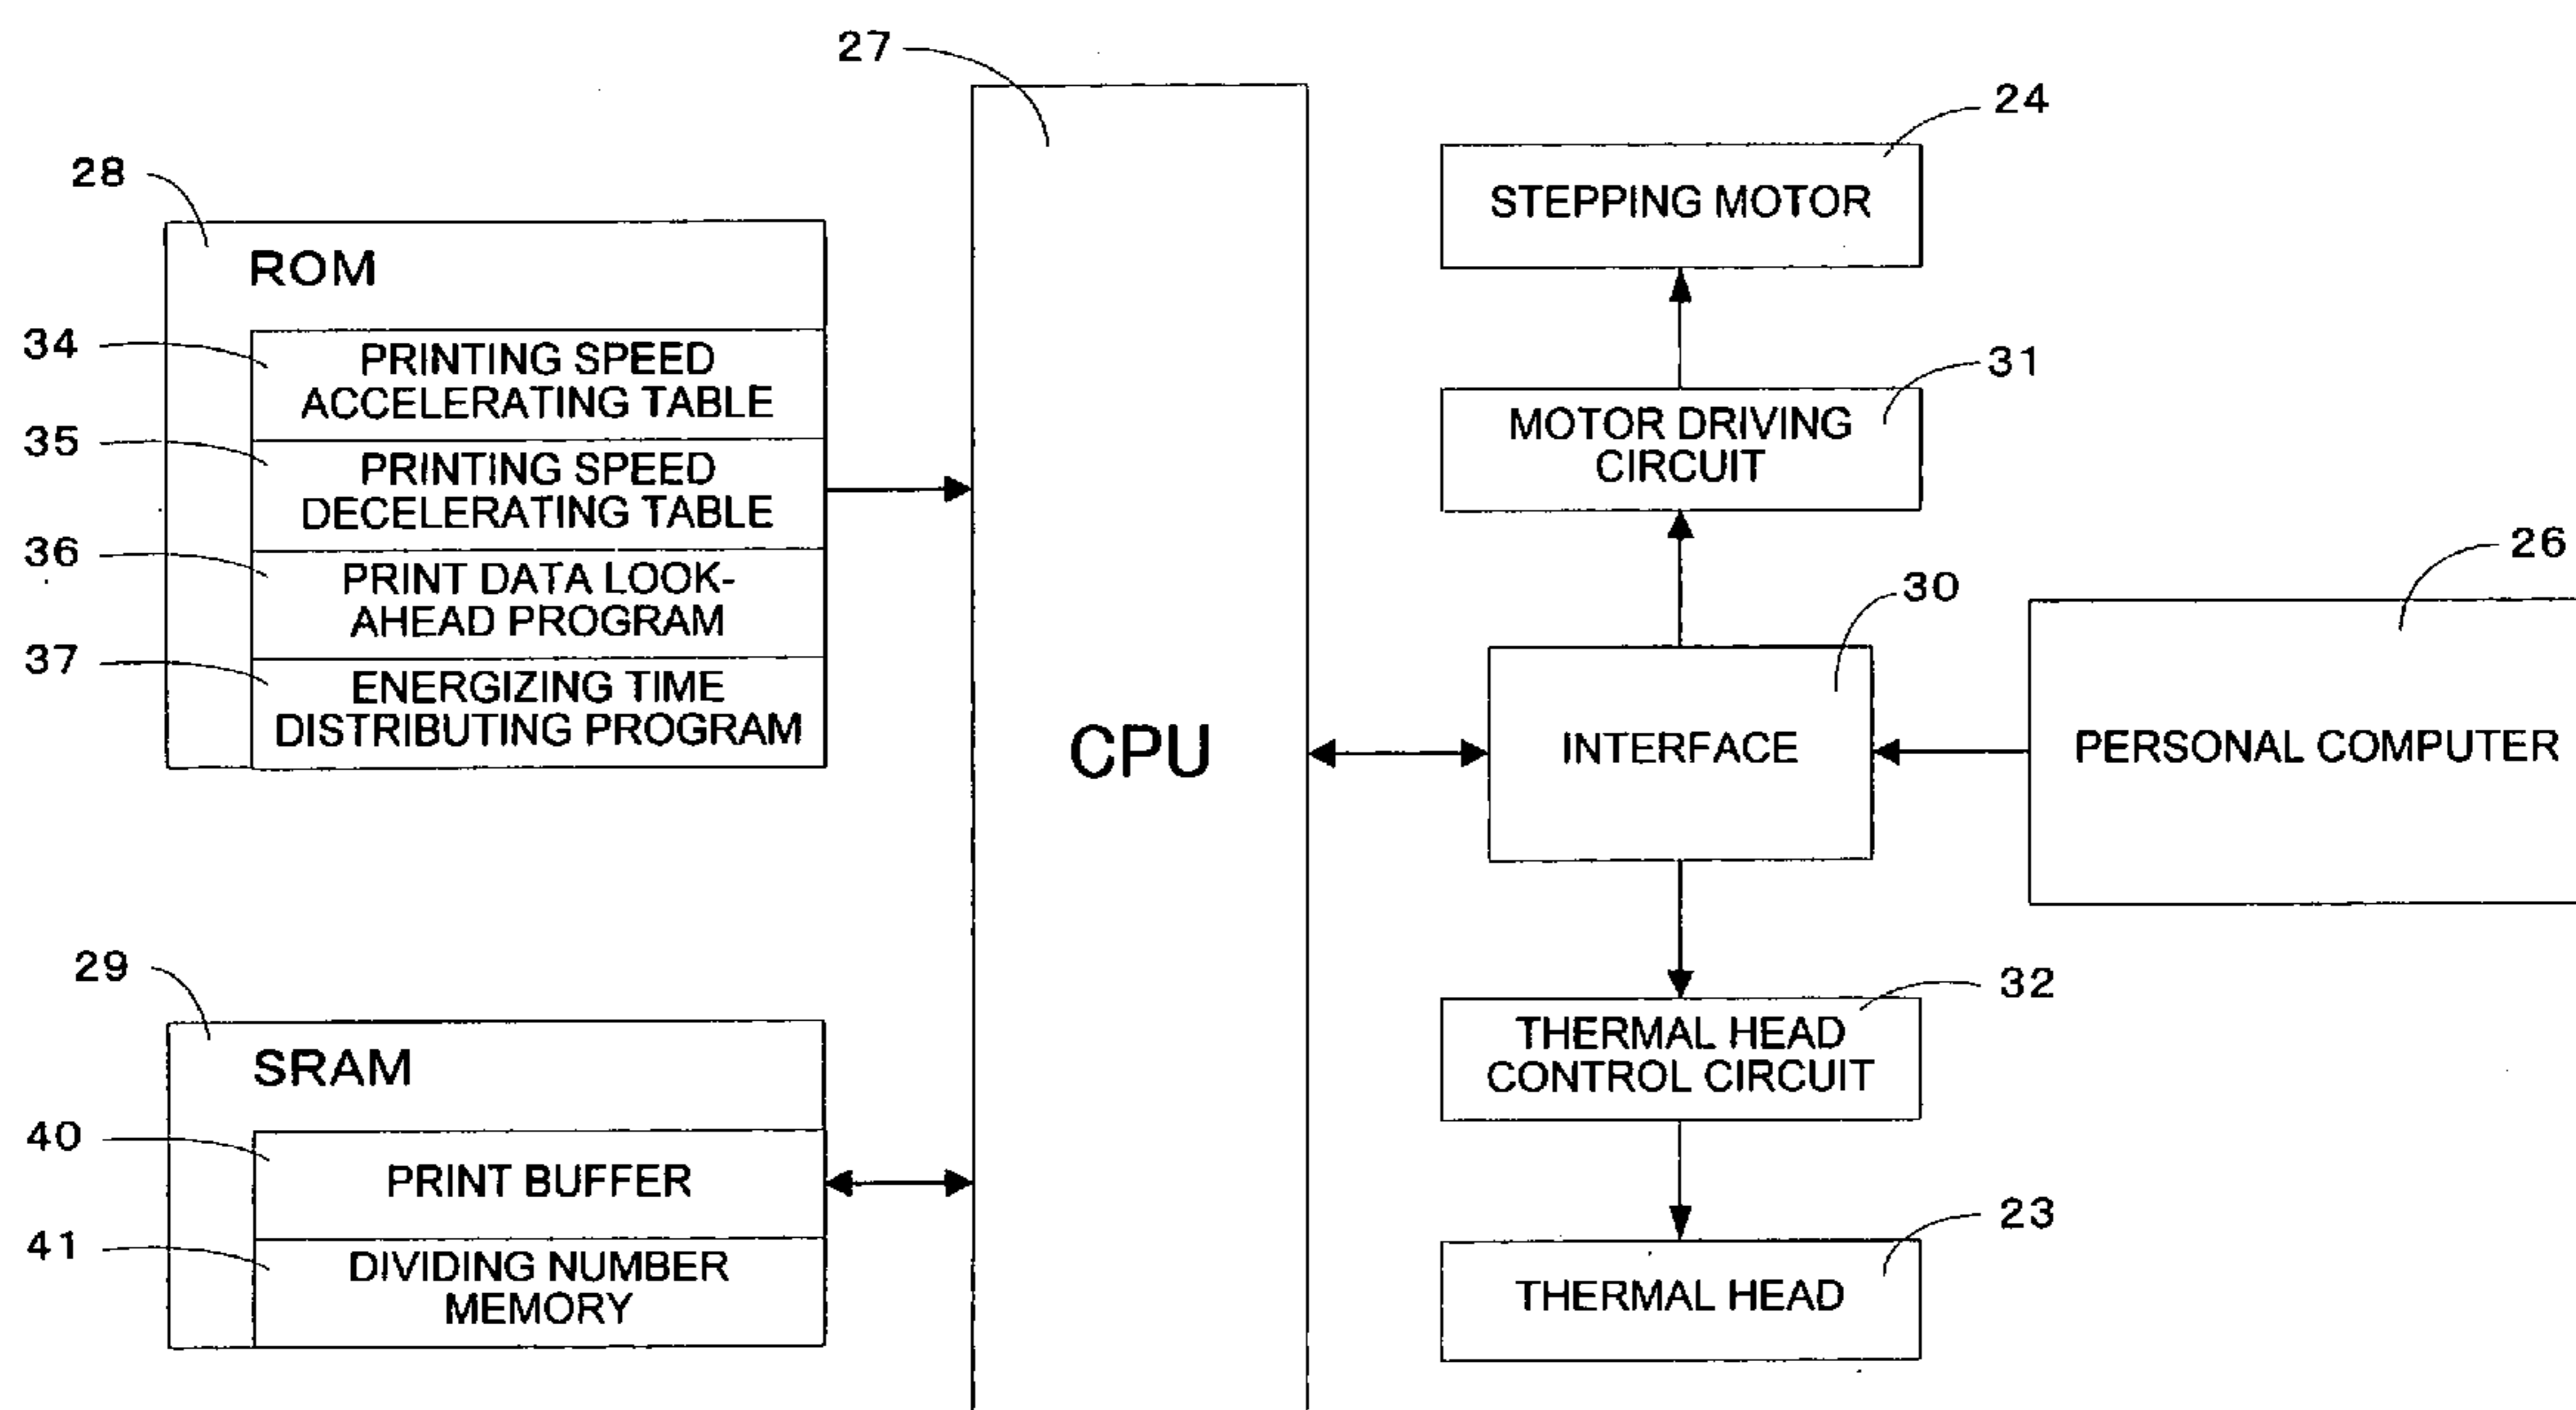 27
24
28
STEPPING MOTOR
ROM
34
PRINTING SPEED
ACCELERATING TABLE
31
MOTOR DRIVING
CIRCUIT
35
PRINTING SPEED
DECELERATING TABLE
26
36
PRINT DATA LOOK-
AHEAD PROGRAM
30
37
ENERGIZING TIME
DISTRIBUTING PROGRAM
CPU
INTERFACE
PERSONAL COMPUTER
29
32
SRAM
THERMAL HEAD
CONTROL CIRCUIT
40
PRINT BUFFER
23
41
DIVIDING NUMBER
MEMORY
THERMAL HEAD